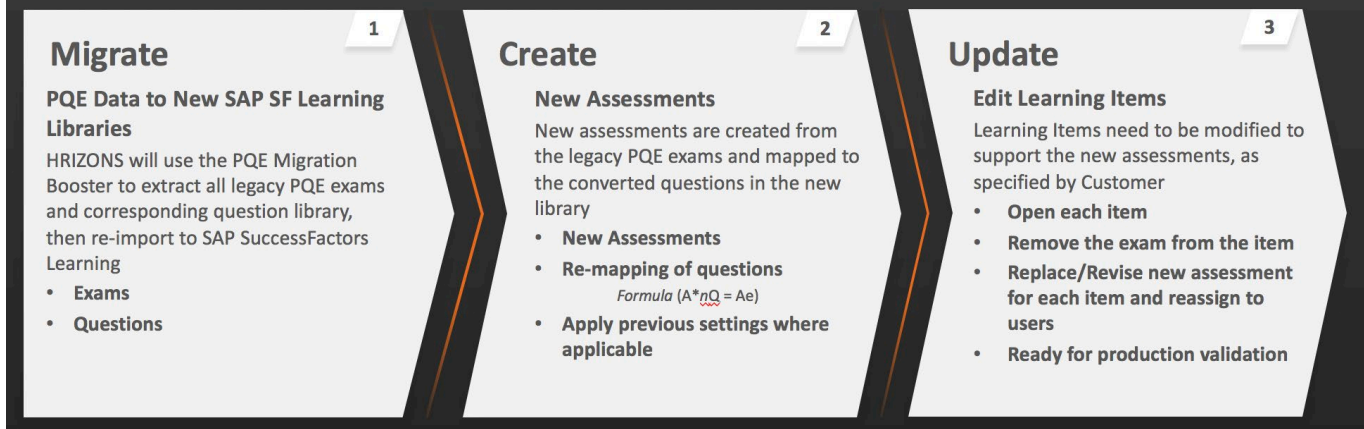 1
Migrate
PQE Data to New SAP SF Learning
Libraries
HRIZONS will use the PQE Migration
Booster to extract all legacy PQE exams
and corresponding question library,
then re-import to SAP SuccessFactors
Learning
• Exams
• Questions
2
Create
New Assessments
New assessments are created from
the legacy PQE exams and mapped to
the converted questions in the new
library
• New Assessments
• Re-mapping of questions
Formula (A*nQ = Ae)
• Apply previous settings where
applicable
3
Update
Edit Learning Items
Learning Items need to be modified to
support the new assessments, as
specified by Customer
• Open each item
• Remove the exam from the item
• Replace/Revise new assessment
for each item and reassign to
users
• Ready for production validation